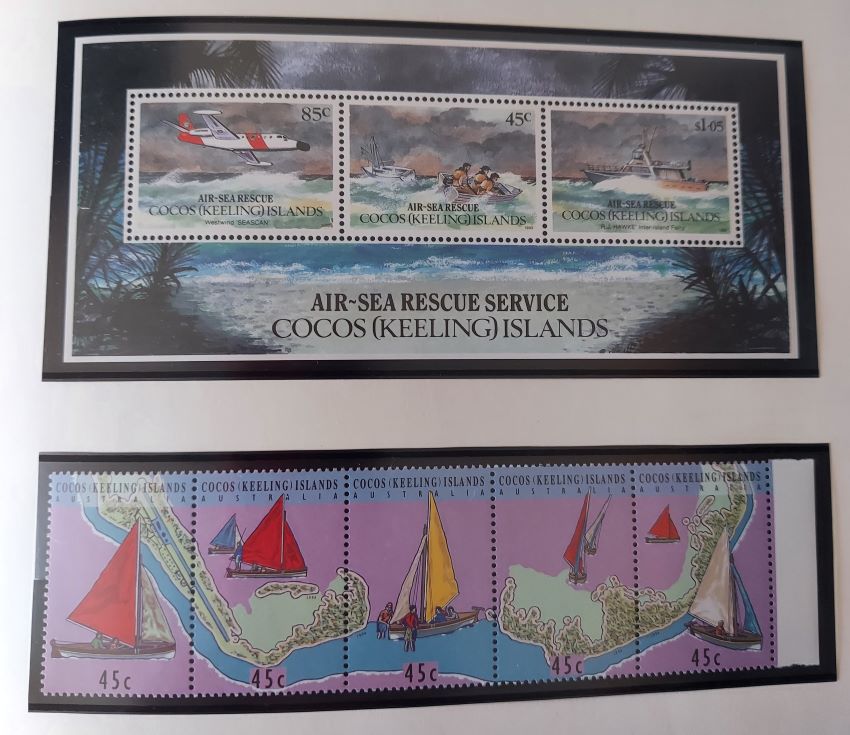 85c
AIR-SEA RESCUE
COCOS (KEELING) ISLANDS
Westwind 'SEASCAN'
45c
AIR-SEA RESCUE
COCOS (KEELING) ISLANDS
1993
$1·05
AIR-SEA RESCUE
COCOS (KEELING) ISLANDS
'R.J. HAWKE' Inter-island Ferry
AIR~SEA RESCUE SERVICE
COCOS (KEELING) ISLANDS
COCOS (KEELING) ISLANDS
AUSTRALIA
45c
COCOS (KEELING) ISLANDS
AUSTRALIA
1994
45c
COCOS (KEELING) ISLANDS
AUSTRALIA
1994
45c
COCOS (KEELING) ISLANDS
AUSTRALIA
45c
COCOS (KEELING) ISLANDS
AUSTRALIA
45c